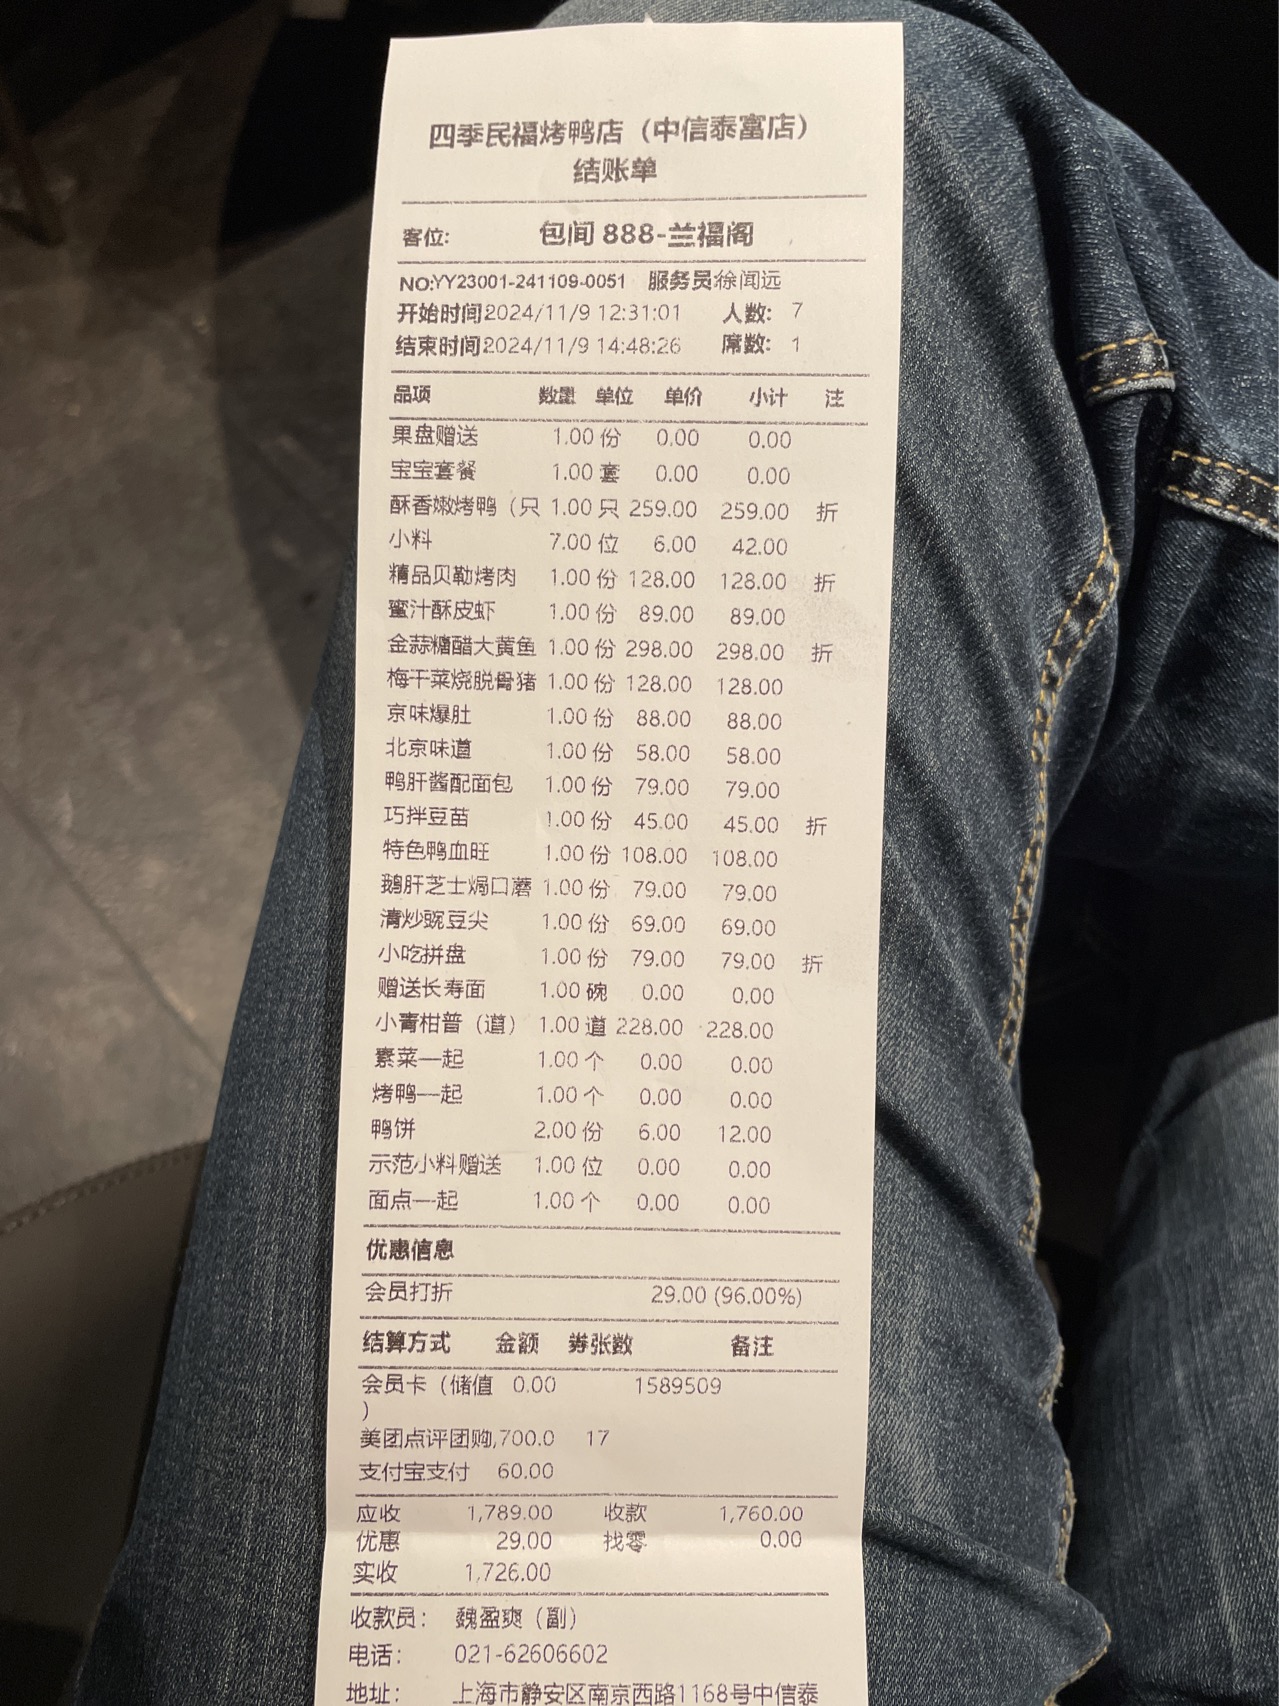 四季民福烤鸭店（中信泰富店）
结账单
客位: 包间 888-兰福阁
NO:YY23001-241109-0051 服务员:徐闻远
开始时间:2024/11/9 12:31:01 人数: 7
结束时间:2024/11/9 14:48:26 席数: 1
品项 数量 单位 单价 小计 注
果盘赠送 1.00 份 0.00 0.00
宝宝套餐 1.00 套 0.00 0.00
酥香嫩烤鸭（只 1.00 只 259.00 259.00 折
小料 7.00 位 6.00 42.00
精品贝勒烤肉 1.00 份 128.00 128.00 折
蜜汁酥皮虾 1.00 份 89.00 89.00
金蒜糖醋大黄鱼 1.00 份 298.00 298.00 折
梅干菜烧脱骨猪 1.00 份 128.00 128.00
京味爆肚 1.00 份 88.00 88.00
北京味道 1.00 份 58.00 58.00
鸭肝酱配面包 1.00 份 79.00 79.00
巧拌豆苗 1.00 份 45.00 45.00 折
特色鸭血旺 1.00 份 108.00 108.00
鹅肝芝士焗口蘑 1.00 份 79.00 79.00
清炒豌豆尖 1.00 份 69.00 69.00
小吃拼盘 1.00 份 79.00 79.00 折
赠送长寿面 1.00 碗 0.00 0.00
小青柑普（道） 1.00 道 228.00 228.00
素菜一起 1.00 个 0.00 0.00
烤鸭一起 1.00 个 0.00 0.00
鸭饼 2.00 份 6.00 12.00
示范小料赠送 1.00 位 0.00 0.00
面点一起 1.00 个 0.00 0.00
优惠信息
会员打折 29.00 (96.00%)
结算方式 金额 券张数 备注
会员卡（储值 0.00 1589509
）
美团点评团购,700.0 17
支付宝支付 60.00
应收 1,789.00 收款 1,760.00
优惠 29.00 找零 0.00
实收 1,726.00
收款员： 魏盈爽（副）
电话： 021-62606602
地址： 上海市静安区南京西路1168号中信泰